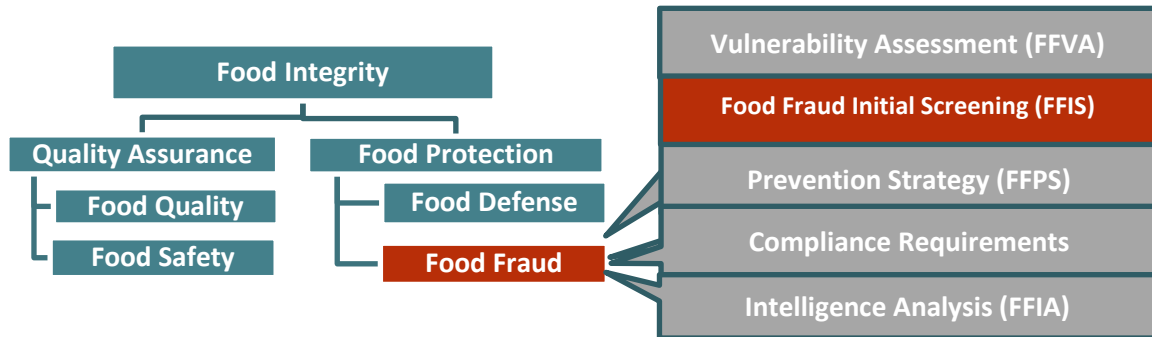 Food Integrity
Quality Assurance
Food Quality
Food Safety
Food Protection
Food Defense
Food Fraud
Vulnerability Assessment (FFVA)
Food Fraud Initial Screening (FFIS)
Prevention Strategy (FFPS)
Compliance Requirements
Intelligence Analysis (FFIA)